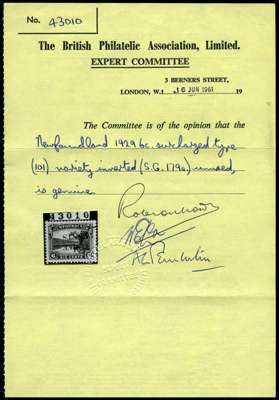 No. 43010
The British Philatelic Association, Limited.
EXPERT COMMITTEE
3 BERNERS STREET,
LONDON, W.1 16 JUN 1961 19
The Committee is of the opinion that the
Newfoundland 1929 6c surcharged type
(101) variety inverted (S.G. 179a) unused,
is genuine.
43010
SIX CENTS